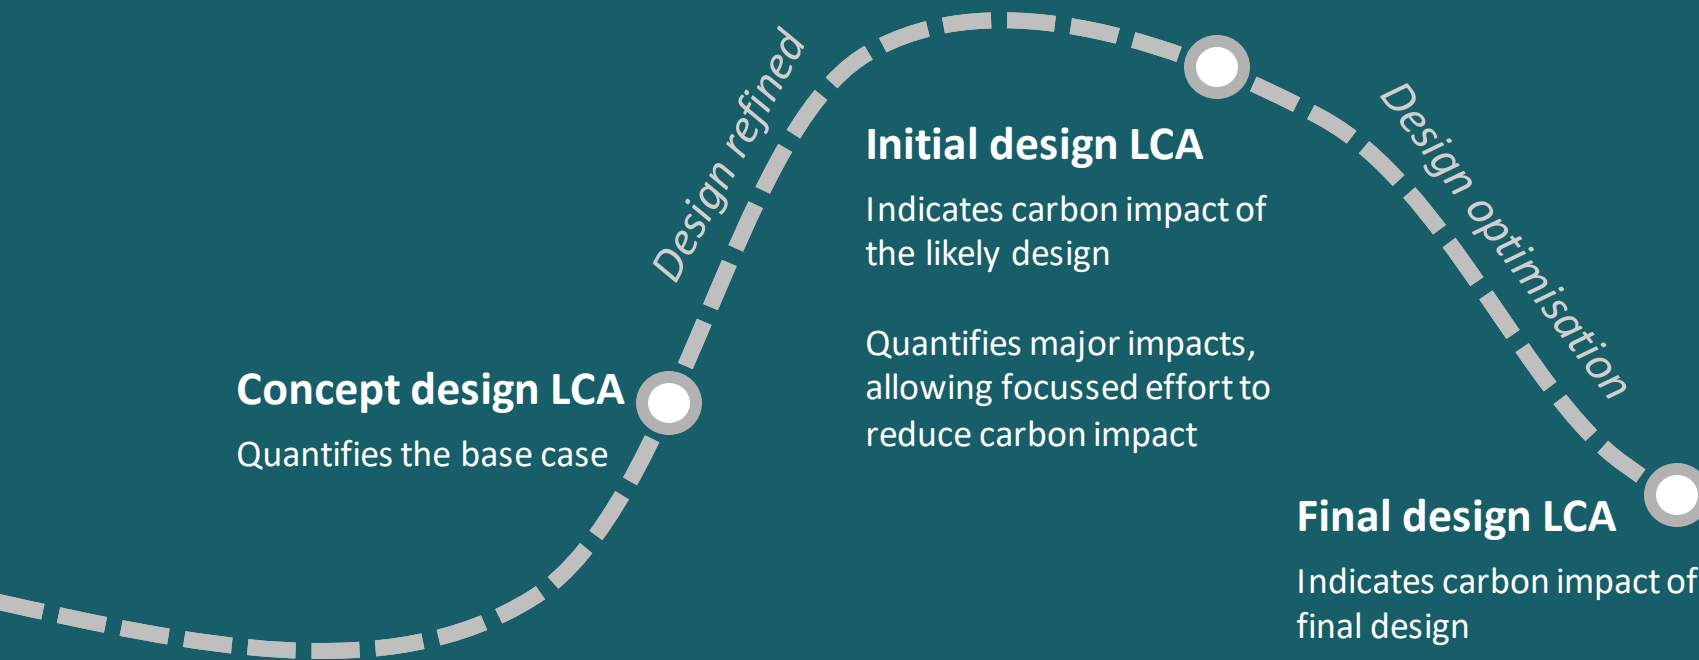 Concept design LCA
Quantifies the base case
Design refined
Initial design LCA
Indicates carbon impact of
the likely design
Quantifies major impacts,
allowing focussed effort to
reduce carbon impact
Design optimisation
Final design LCA
Indicates carbon impact of
final design